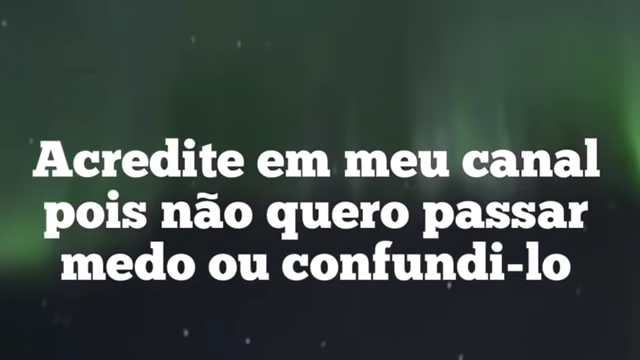 Acredite em meu canal
pois não quero passar
medo ou confundi-lo